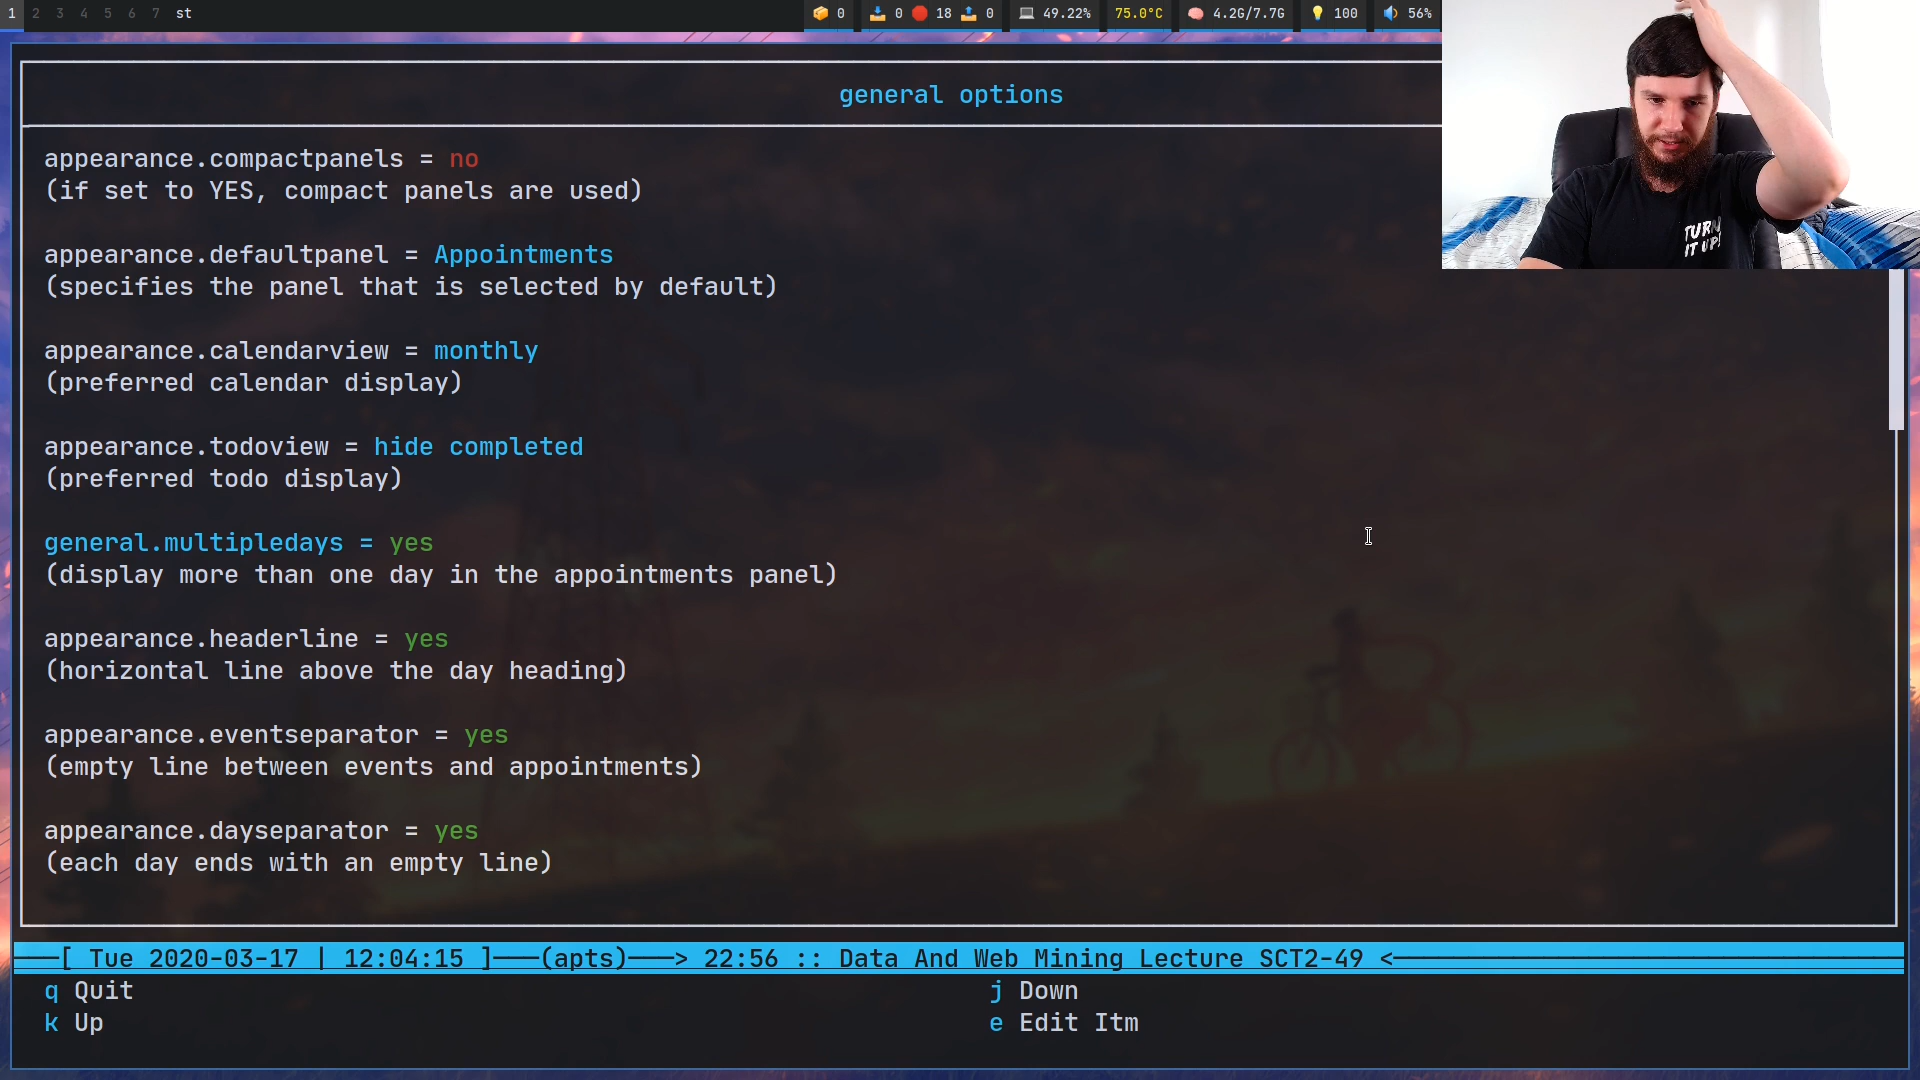 1 2 3 4 5 6 7 st
0 0 18 0 49.22% 75.0°C 4.2G/7.7G 100 56%
general options
TURN
IT UP!
appearance.compactpanels = no
(if set to YES, compact panels are used)
appearance.defaultpanel = Appointments
(specifies the panel that is selected by default)
appearance.calendarview = monthly
(preferred calendar display)
appearance.todoview = hide completed
(preferred todo display)
general.multipledays = yes
(display more than one day in the appointments panel)
appearance.headerline = yes
(horizontal line above the day heading)
appearance.eventseparator = yes
(empty line between events and appointments)
appearance.dayseparator = yes
(each day ends with an empty line)
[ Tue 2020-03-17 | 12:04:15 ]——(apts)——> 22:56 :: Data And Web Mining Lecture SCT2-49 <
q Quit j Down
k Up e Edit Itm